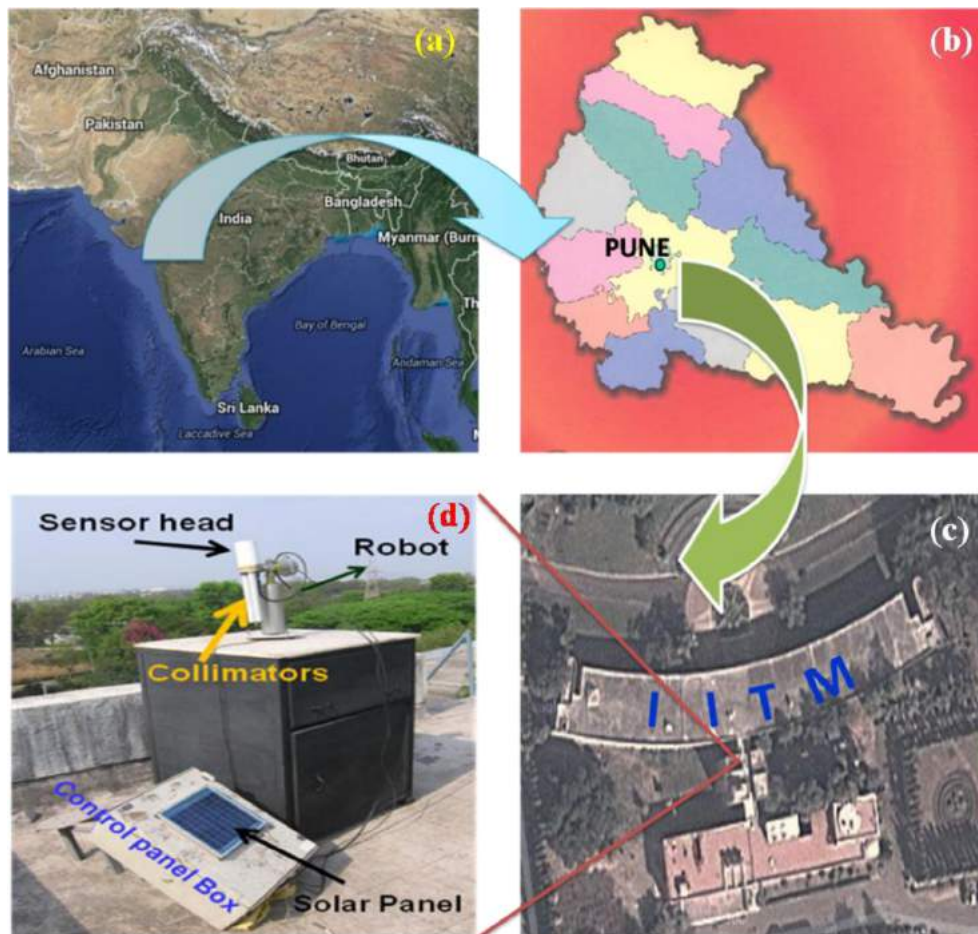 (a)
Afghanistan
Pakistan
Bhutan
India
Bangladesh
Myanmar (Burm
Th
Arabian Sea
Bay of Bengal
Andaman Sea
Sri Lanka
Laccadive Sea
(b)
PUNE
(d)
Sensor head
Robot
Collimators
Control panel Box
Solar Panel
(c)
I I T M